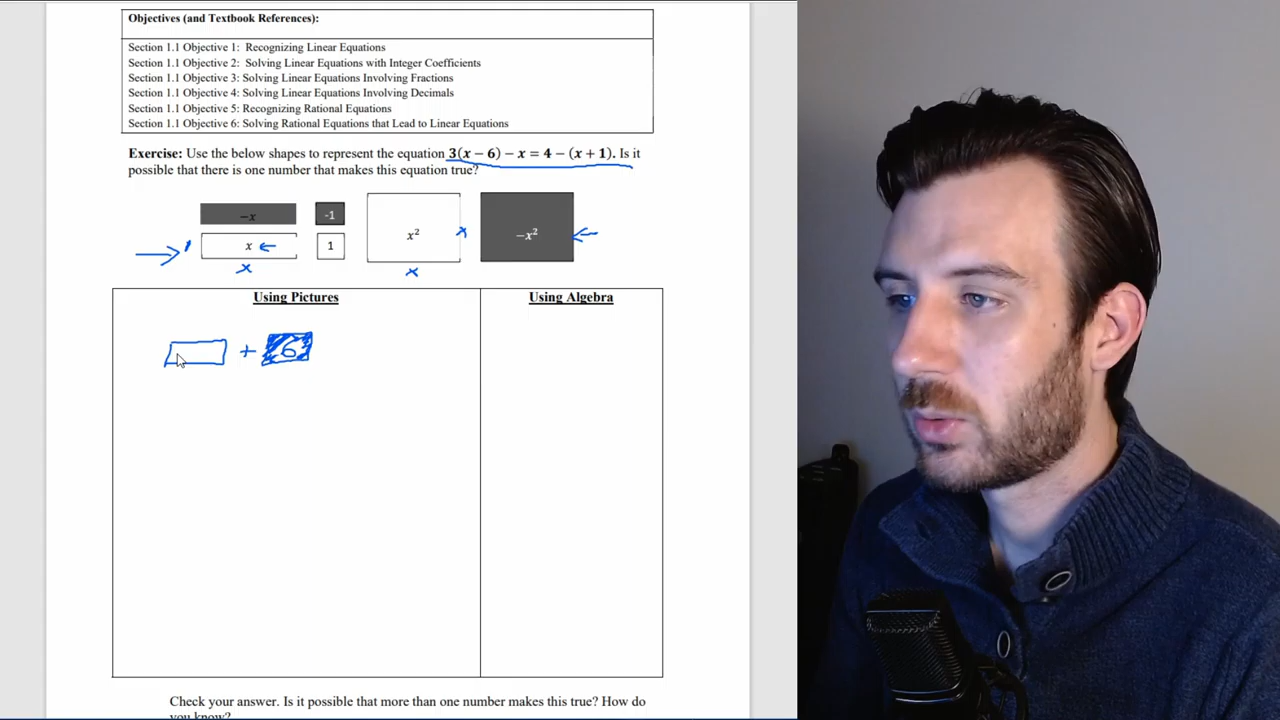 Objectives (and Textbook References):
Section 1.1 Objective 1: Recognizing Linear Equations
Section 1.1 Objective 2: Solving Linear Equations with Integer Coefficients
Section 1.1 Objective 3: Solving Linear Equations Involving Fractions
Section 1.1 Objective 4: Solving Linear Equations Involving Decimals
Section 1.1 Objective 5: Recognizing Rational Equations
Section 1.1 Objective 6: Solving Rational Equations that Lead to Linear Equations
Exercise: Use the below shapes to represent the equation 3(x − 6) − x = 4 − (x + 1). Is it
possible that there is one number that makes this equation true?
−x -1
1 x 1 x² x −x²
x x
Using Pictures Using Algebra
+ 6
Check your answer. Is it possible that more than one number makes this true? How do
you know?